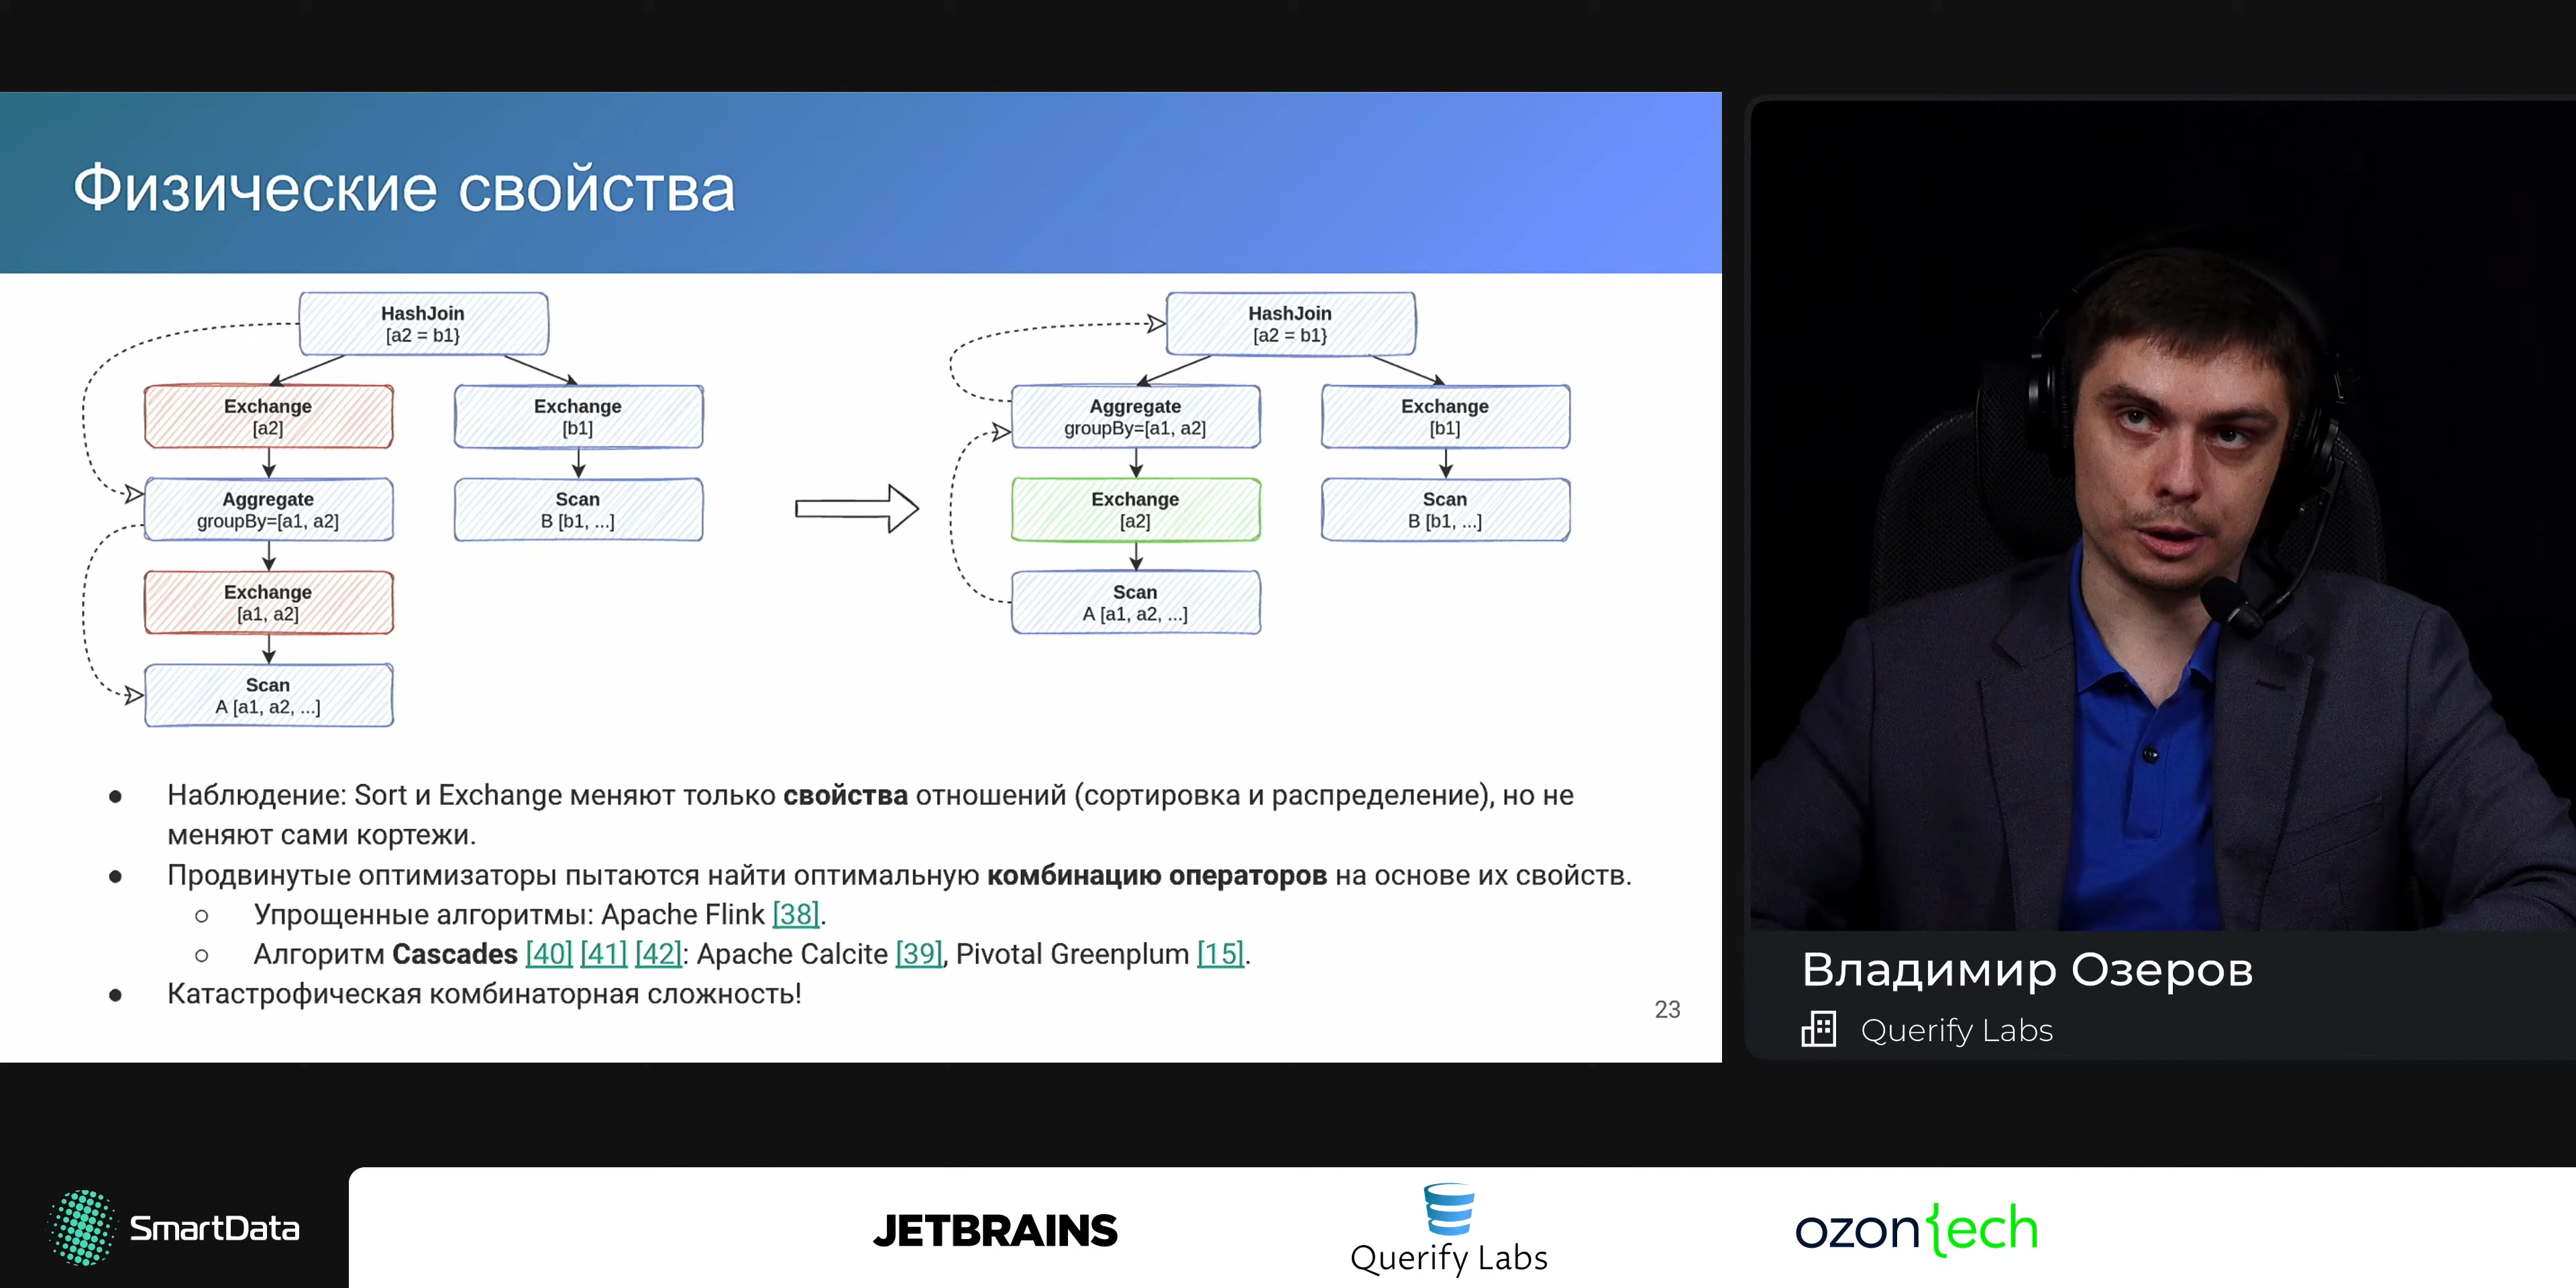 Физические свойства
HashJoin
[a2 = b1}
Exchange
[a2]
Exchange
[b1]
Aggregate
groupBy=[a1, a2]
Scan
B [b1, ...]
Exchange
[a1, a2]
Scan
A [a1, a2, ...]
HashJoin
[a2 = b1}
Aggregate
groupBy=[a1, a2]
Exchange
[b1]
Exchange
[a2]
Scan
B [b1, ...]
Scan
A [a1, a2, ...]
● Наблюдение: Sort и Exchange меняют только свойства отношений (сортировка и распределение), но не
меняют сами кортежи.
● Продвинутые оптимизаторы пытаются найти оптимальную комбинацию операторов на основе их свойств.
○ Упрощенные алгоритмы: Apache Flink [38].
○ Алгоритм Cascades [40] [41] [42]: Apache Calcite [39], Pivotal Greenplum [15].
● Катастрофическая комбинаторная сложность!
23
Владимир Озеров
Querify Labs
SmartData
JETBRAINS
Querify Labs
ozon{ech